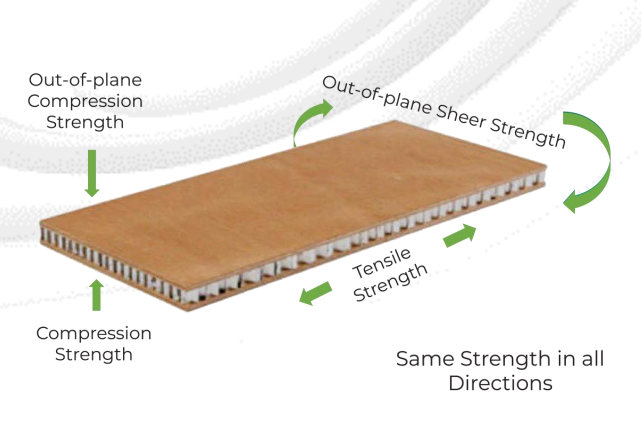 Out-of-plane
Compression
Strength
Out-of-plane Sheer Strength
Tensile
Strength
Compression
Strength
Same Strength in all
Directions